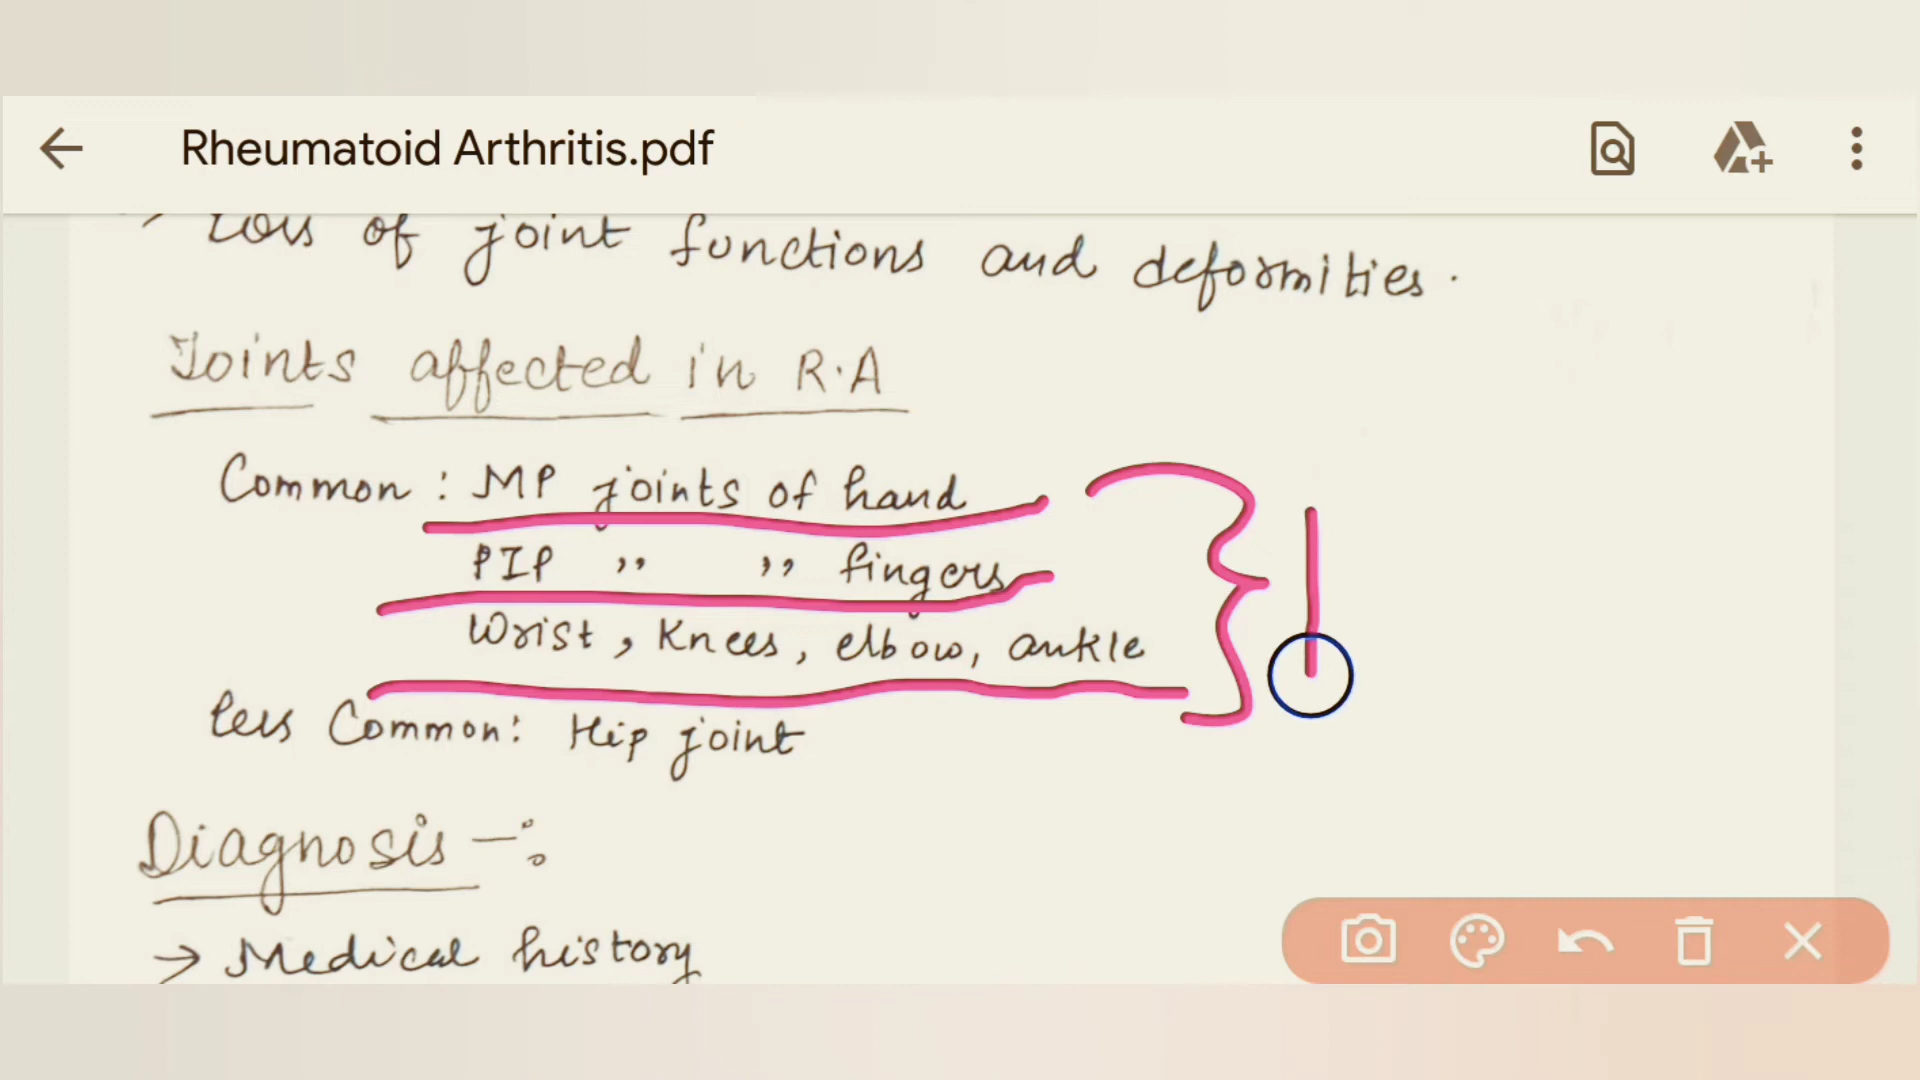 Rheumatoid Arthritis.pdf
→ Loss of joint functions and deformities.
Joints affected in R.A
Common : MP joints of hand
PIP ,, ,, fingers
Wrist, Knees, elbow, ankle
less Common: Hip joint
Diagnosis -:
→ Medical history